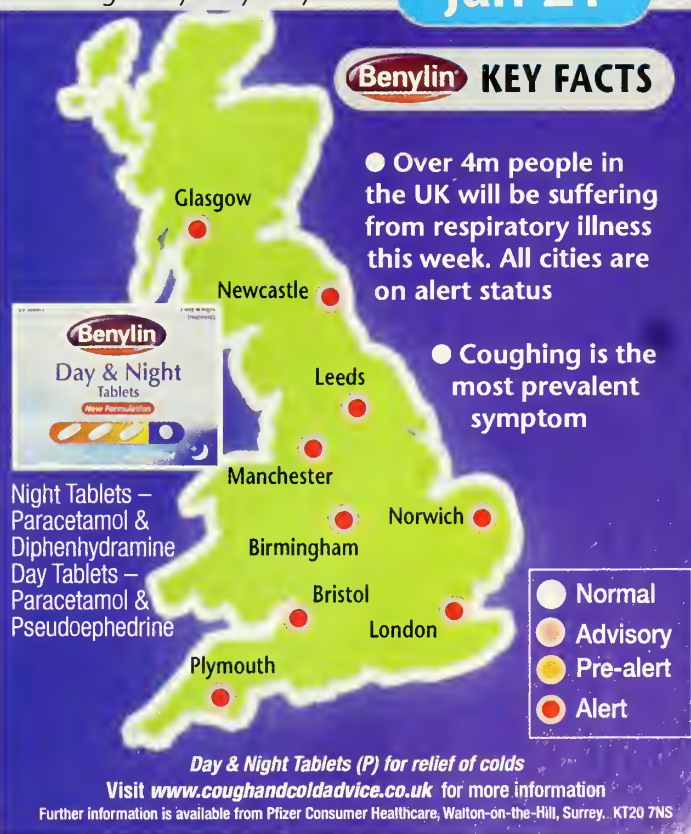 Jan 21
Benylin KEY FACTS
Over 4m people in
the UK will be suffering
from respiratory illness
this week. All cities are
on alert status
Coughing is the
most prevalent
symptom
Glasgow
Newcastle
Leeds
Manchester
Norwich
Birmingham
Bristol
London
Plymouth
Benylin
Day & Night
Tablets
New Formulation
Night Tablets –
Paracetamol &
Diphenhydramine
Day Tablets –
Paracetamol &
Pseudoephedrine
Normal
Advisory
Pre-alert
Alert
Day & Night Tablets (P) for relief of colds
Visit www.coughandcoldadvice.co.uk for more information
Further information is available from Pfizer Consumer Healthcare, Walton-on-the-Hill, Surrey. KT20 7NS